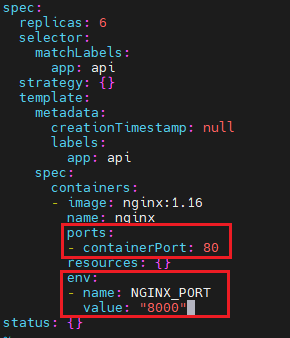 spec:
  replicas: 6
  selector:
    matchLabels:
      app: api
  strategy: {}
  template:
    metadata:
      creationTimestamp: null
      labels:
        app: api
    spec:
      containers:
      - image: nginx:1.16
        name: nginx
        ports:
        - containerPort: 80
        resources: {}
        env:
        - name: NGINX_PORT
          value: "8000"
status: {}